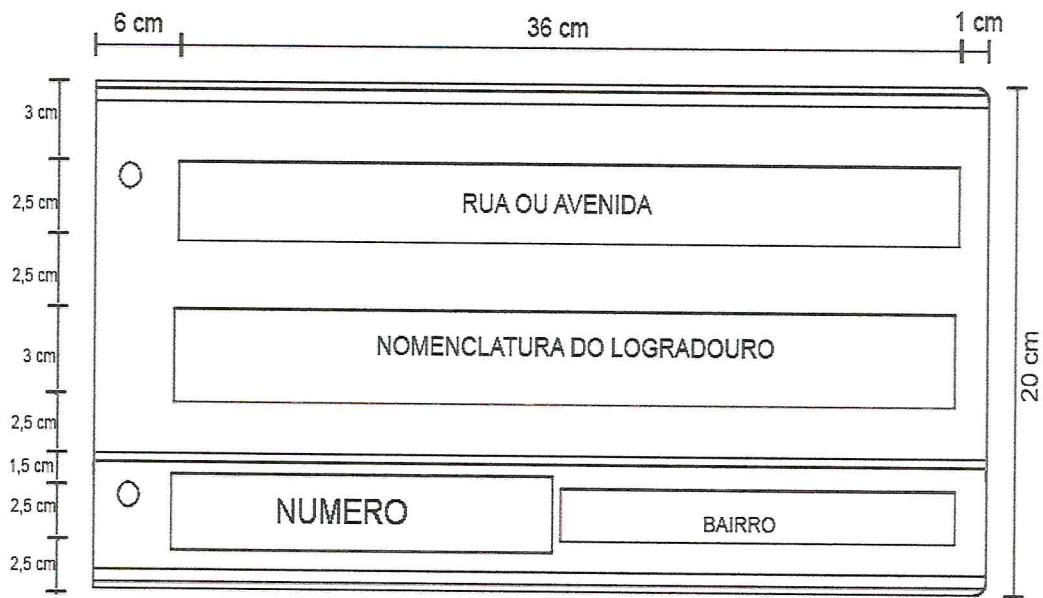 6 cm
36 cm
1 cm
3 cm
2,5 cm
RUA OU AVENIDA
2,5 cm
3 cm
NOMENCLATURA DO LOGRADOURO
20 cm
2,5 cm
1,5 cm
2,5 cm
NUMERO
BAIRRO
2,5 cm